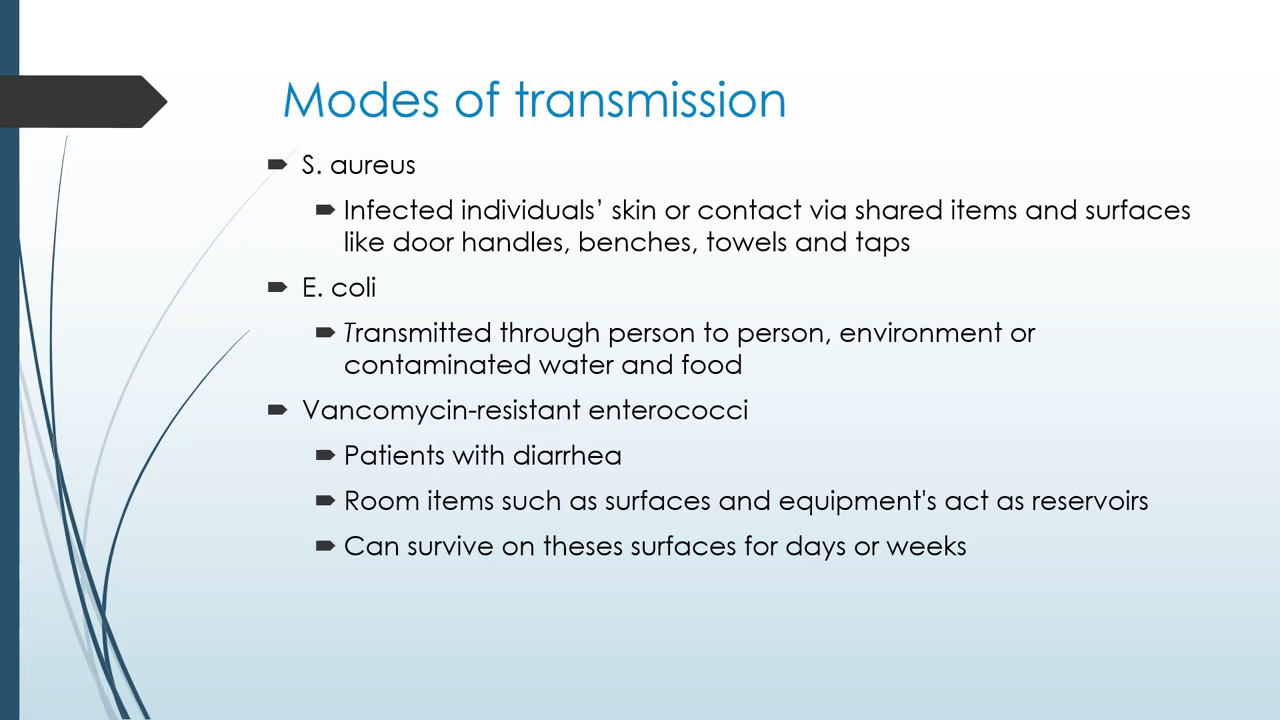 Modes of transmission
S. aureus
Infected individuals’ skin or contact via shared items and surfaces
like door handles, benches, towels and taps
E. coli
Transmitted through person to person, environment or
contaminated water and food
Vancomycin-resistant enterococci
Patients with diarrhea
Room items such as surfaces and equipment's act as reservoirs
Can survive on theses surfaces for days or weeks